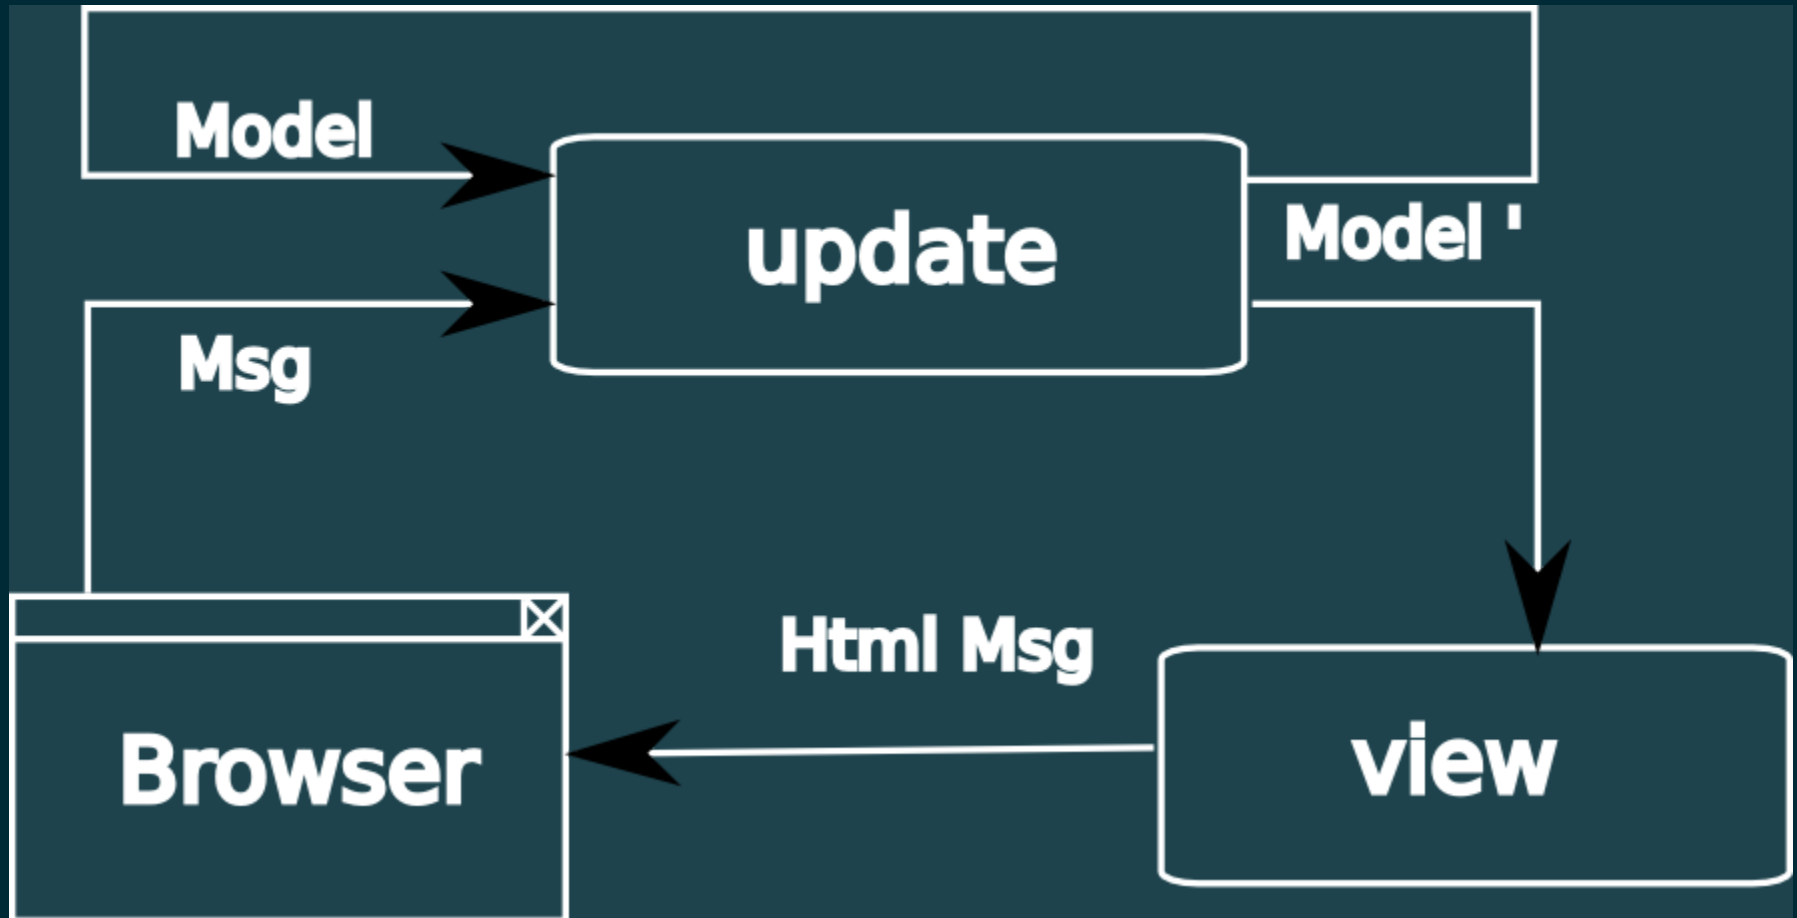 Model
update
Model '
Msg
Html Msg
Browser
view